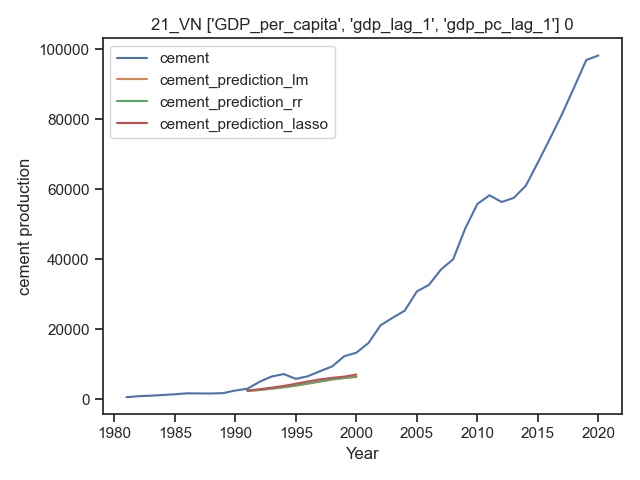 21_VN ['GDP_per_capita', 'gdp_lag_1', 'gdp_pc_lag_1'] 0
100000
80000
60000
40000
20000
0
cement production
cement
cement_prediction_lm
cement_prediction_rr
cement_prediction_lasso
1980 1985 1990 1995 2000 2005 2010 2015 2020
Year